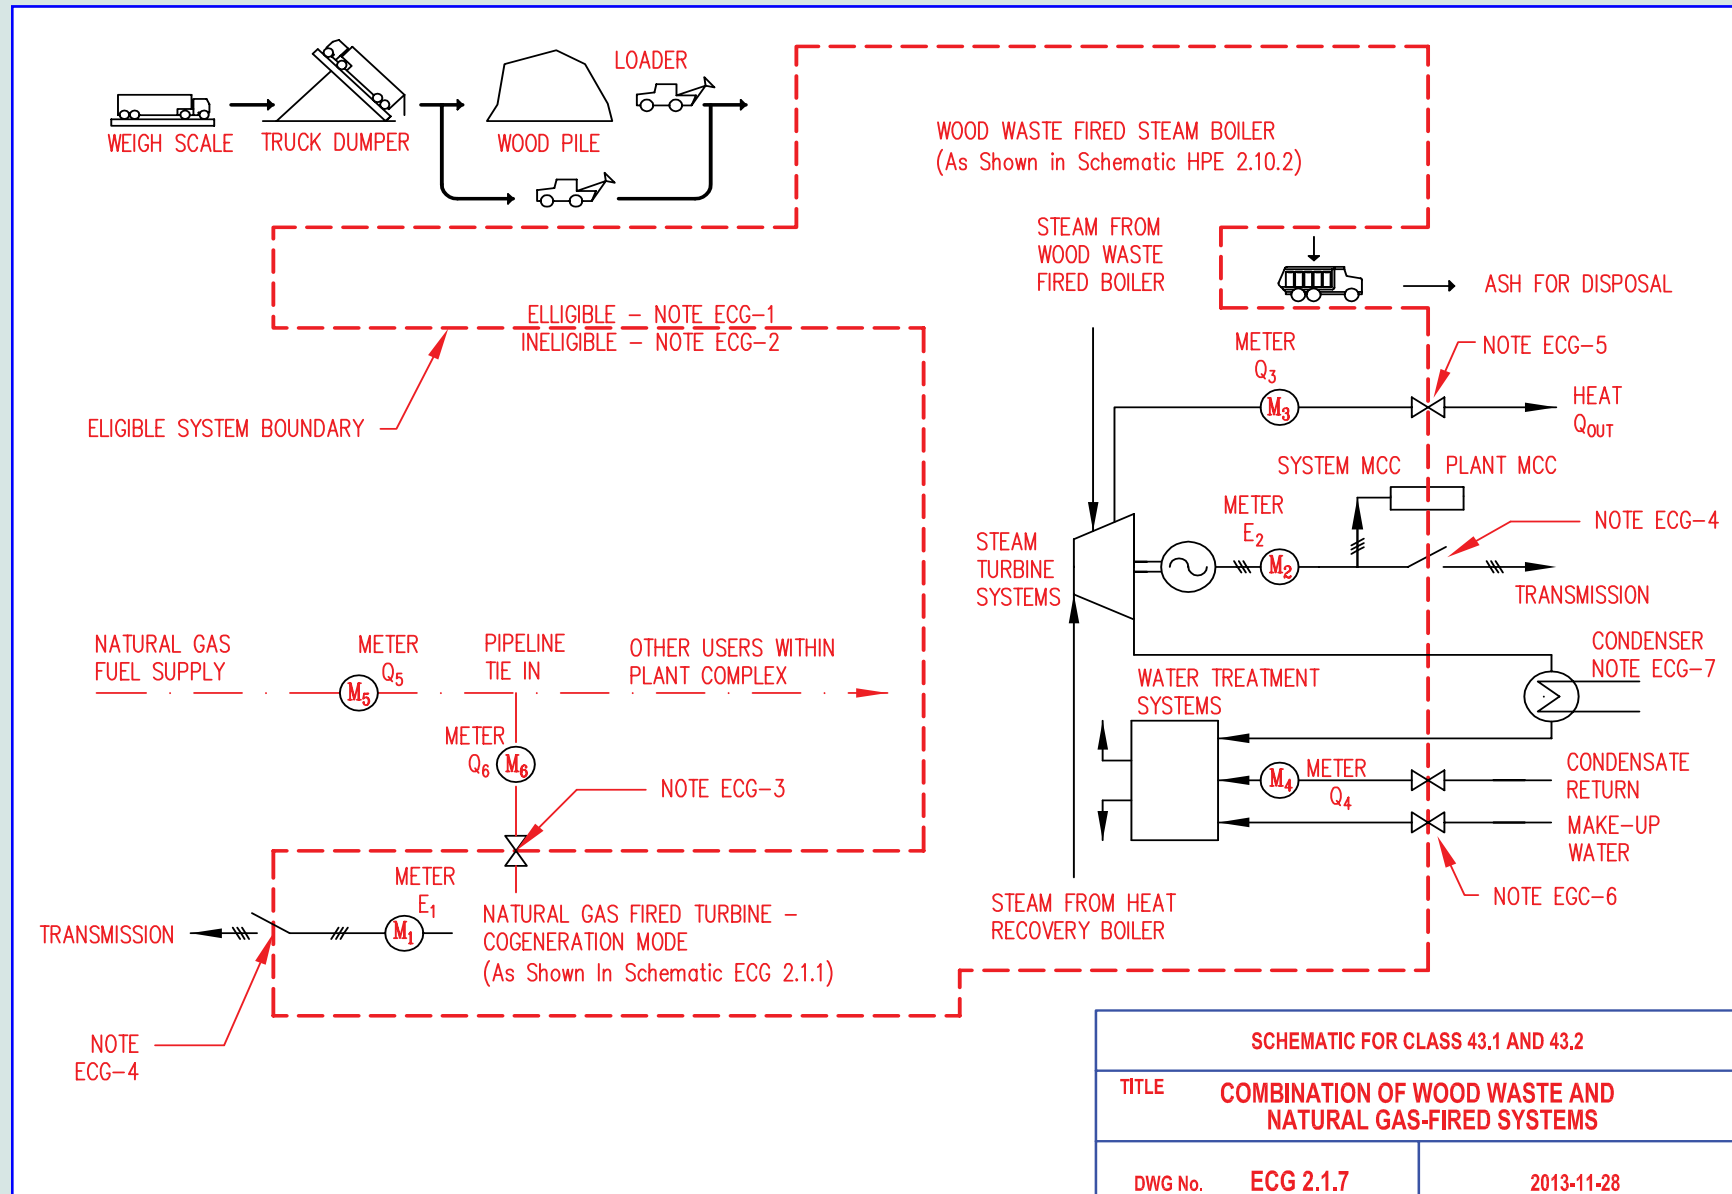 LOADER
WEIGH SCALE
TRUCK DUMPER
WOOD PILE
WOOD WASTE FIRED STEAM BOILER
(As Shown in Schematic HPE 2.10.2)
STEAM FROM
WOOD WASTE
FIRED BOILER
ASH FOR DISPOSAL
ELLIGIBLE – NOTE ECG–1
INELIGIBLE – NOTE ECG–2
ELIGIBLE SYSTEM BOUNDARY
METER
Q3
M3
NOTE ECG–5
HEAT
QOUT
SYSTEM MCC
PLANT MCC
METER
E2
M2
NOTE ECG–4
STEAM
TURBINE
SYSTEMS
TRANSMISSION
NATURAL GAS
FUEL SUPPLY
METER
Q5
M5
PIPELINE
TIE IN
OTHER USERS WITHIN
PLANT COMPLEX
CONDENSER
NOTE ECG–7
WATER TREATMENT
SYSTEMS
METER
Q6
M6
NOTE ECG–3
M4
METER
Q4
CONDENSATE
RETURN
MAKE–UP
WATER
NOTE EGC–6
METER
E1
M1
TRANSMISSION
NATURAL GAS FIRED TURBINE –
COGENERATION MODE
(As Shown In Schematic ECG 2.1.1)
STEAM FROM HEAT
RECOVERY BOILER
NOTE
ECG–4
SCHEMATIC FOR CLASS 43.1 AND 43.2
TITLE
COMBINATION OF WOOD WASTE AND
NATURAL GAS-FIRED SYSTEMS
DWG No.
ECG 2.1.7
2013-11-28